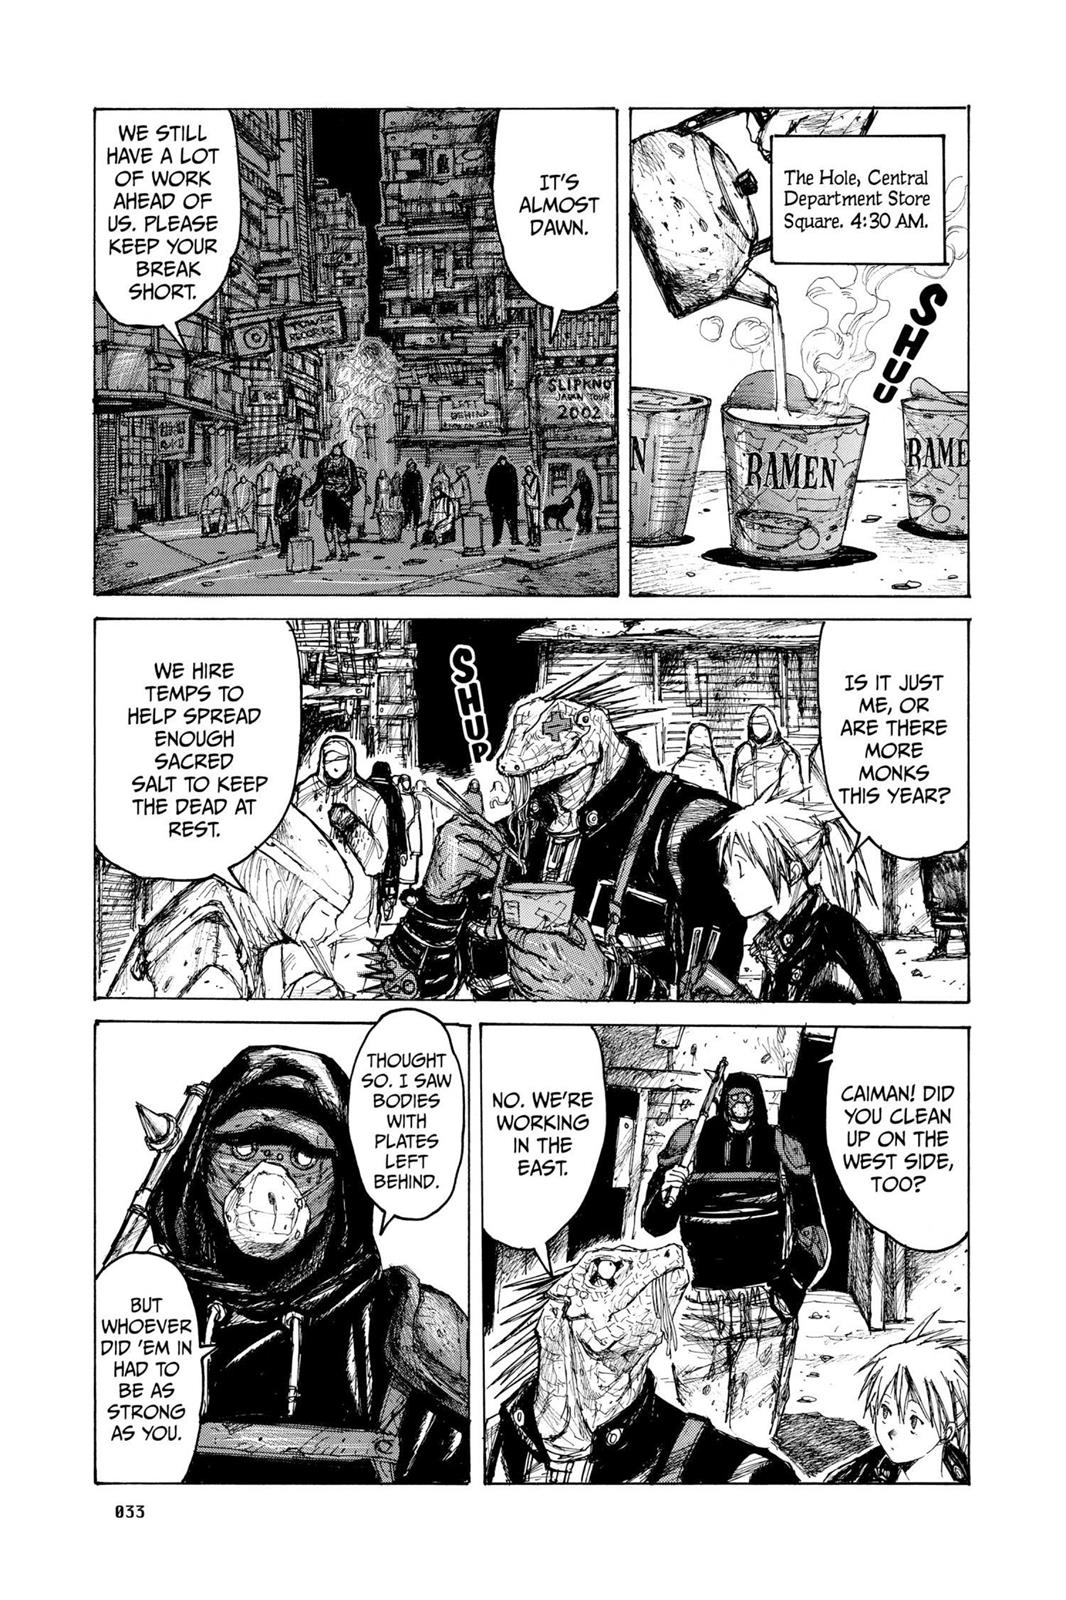 The Hole, Central
Department Store
Square. 4:30 AM.
SHUU
N
RAMEN
RAME
IT'S
ALMOST
DAWN.
WE STILL
HAVE A LOT
OF WORK
AHEAD OF
US. PLEASE
KEEP YOUR
BREAK
SHORT.
LEFT
BEHIND
SLIPKNO
JAPAN TOUR
2002
IS IT JUST
ME, OR
ARE THERE
MORE
MONKS
THIS YEAR?
SHUP
WE HIRE
TEMPS TO
HELP SPREAD
ENOUGH
SACRED
SALT TO KEEP
THE DEAD AT
REST.
CAIMAN! DID
YOU CLEAN
UP ON THE
WEST SIDE,
TOO?
NO. WE'RE
WORKING
IN THE
EAST.
THOUGHT
SO. I SAW
BODIES
WITH
PLATES
LEFT
BEHIND.
BUT
WHOEVER
DID 'EM IN
HAD TO
BE AS
STRONG
AS YOU.
033